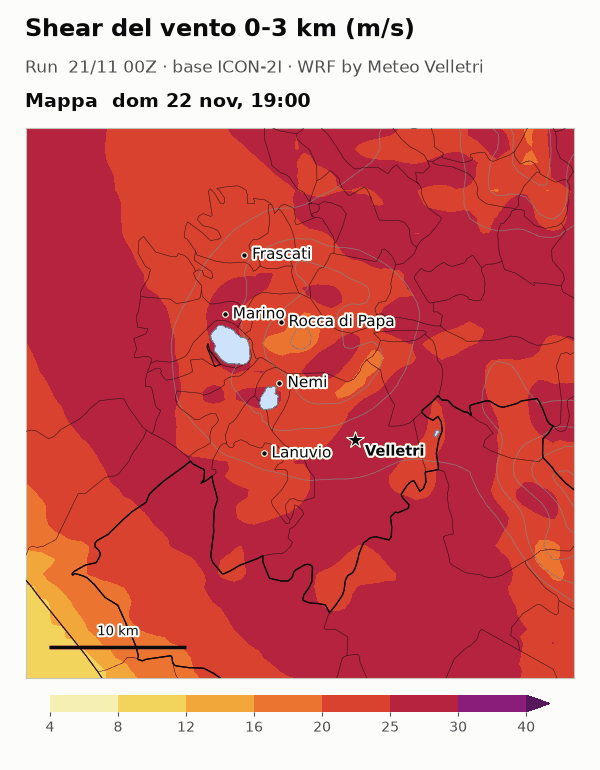 Shear del vento 0-3 km (m/s)
Run  21/11 00Z · base ICON-2I · WRF by Meteo Velletri
Mappa  dom 22 nov, 19:00
Frascati
Marino
Rocca di Papa
Nemi
Velletri
Lanuvio
10 km
4 8 12 16 20 25 30 40